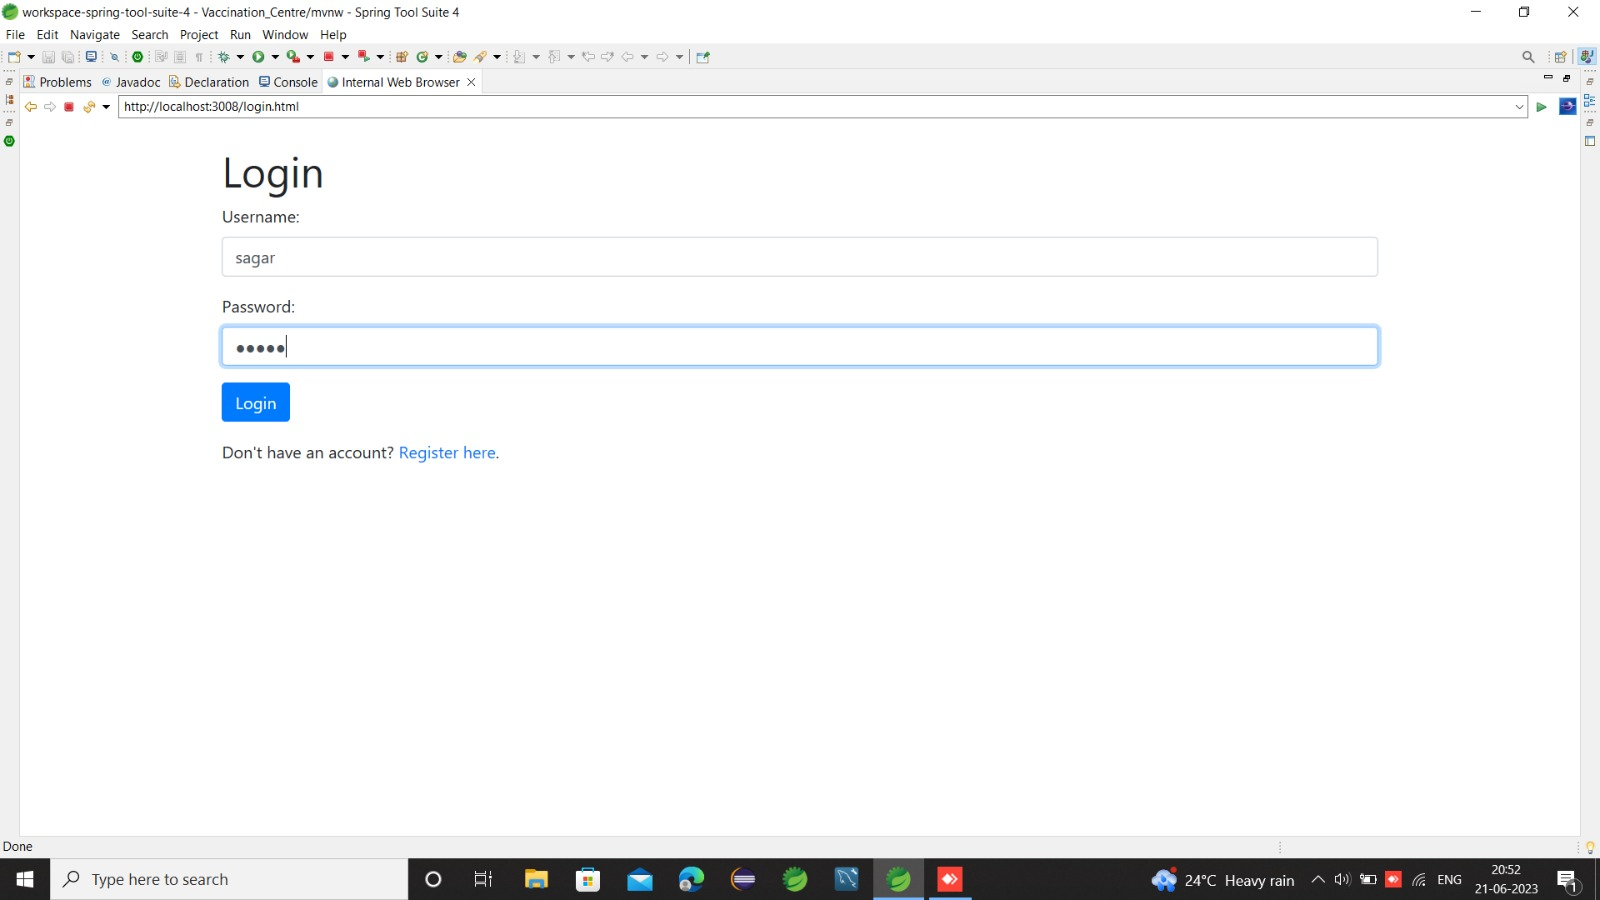 workspace-spring-tool-suite-4 - Vaccination_Centre/mvnw - Spring Tool Suite 4
File Edit Navigate Search Project Run Window Help
Problems @ Javadoc Declaration Console Internal Web Browser
http://localhost:3008/login.html
Login
Username:
sagar
Password:
•••••
Login
Don't have an account? Register here.
Done
Type here to search
24°C Heavy rain
ENG
20:52
21-06-2023
1